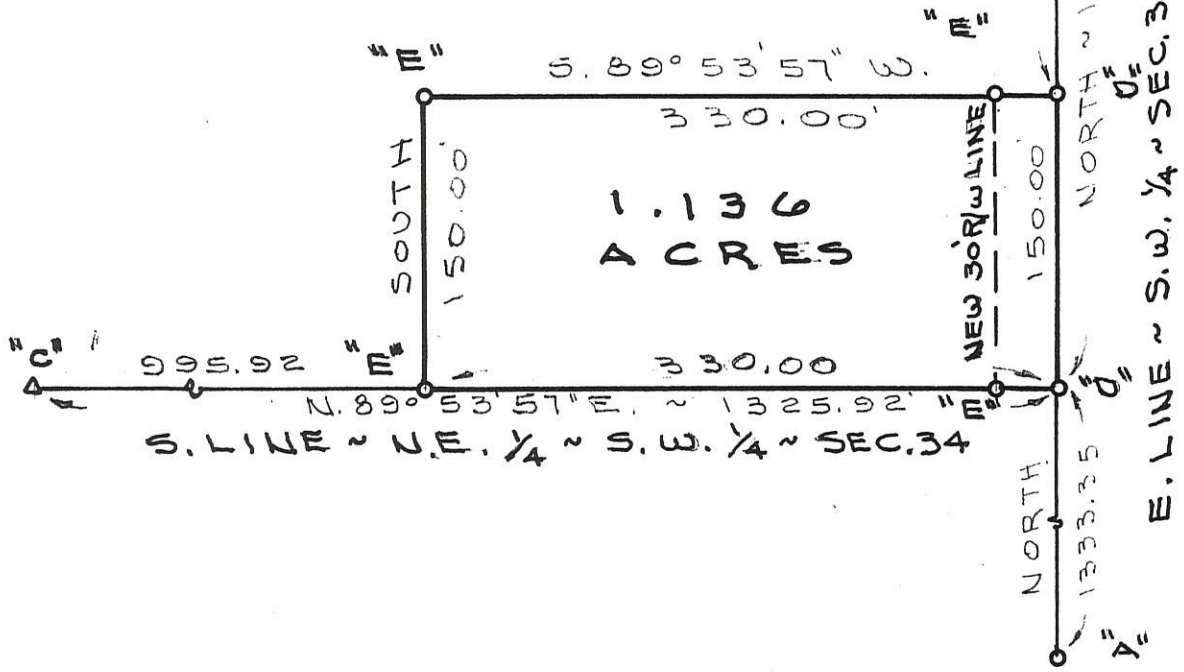 "E"
"E"
S. 89° 53' 57" W.
330.00'
NORTH ~ 1
"D"
E. LINE ~ S.W. ¼ ~ SEC. 3
SOUTH
150.00'
1.136
ACRES
NEW 30' R/W LINE
150.00'
"C"
995.92
"E"
330.00
"E"
"D"
N. 89° 53' 57" E. ~ 1325.92'
S. LINE ~ N.E. ¼ ~ S.W. ¼ ~ SEC. 34
NORTH
1333.35
"A"